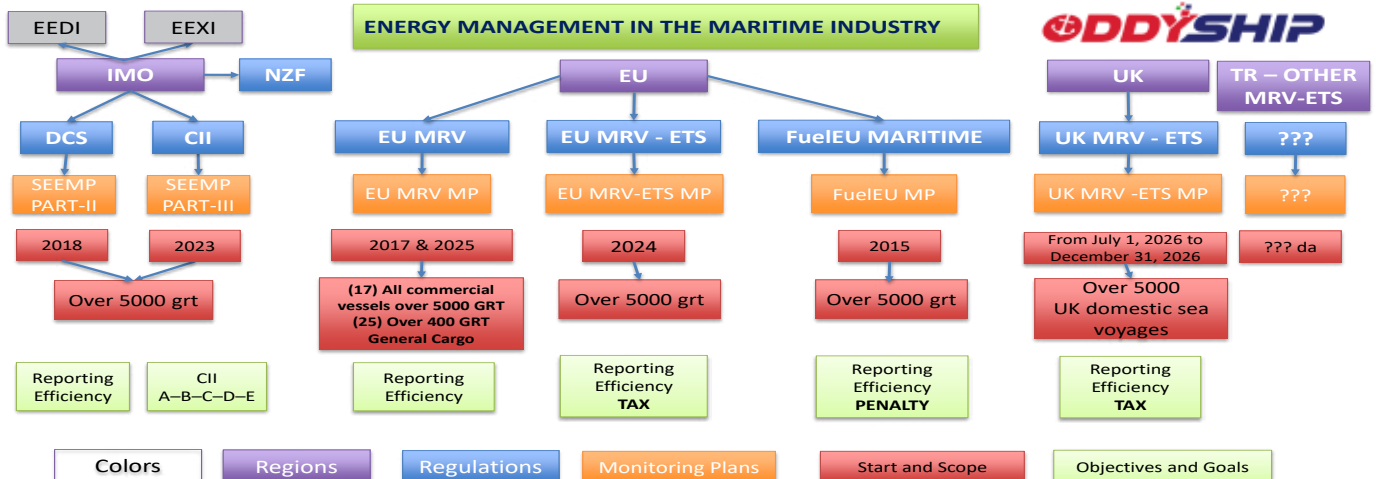 EEDI
EEXI
ENERGY MANAGEMENT IN THE MARITIME INDUSTRY
ODDYSHIP
IMO
NZF
EU
UK
TR – OTHER
MRV-ETS
DCS
CII
EU MRV
EU MRV - ETS
FuelEU MARITIME
UK MRV - ETS
???
SEEMP
PART-II
SEEMP
PART-III
EU MRV MP
EU MRV-ETS MP
FuelEU MP
UK MRV -ETS MP
???
2018
2023
2017 & 2025
2024
2015
From July 1, 2026 to
December 31, 2026
??? da
Over 5000 grt
(17) All commercial
vessels over 5000 GRT
(25) Over 400 GRT
General Cargo
Over 5000 grt
Over 5000 grt
Over 5000
UK domestic sea
voyages
Reporting
Efficiency
CII
A–B–C–D–E
Reporting
Efficiency
Reporting
Efficiency
TAX
Reporting
Efficiency
PENALTY
Reporting
Efficiency
TAX
Colors
Regions
Regulations
Monitoring Plans
Start and Scope
Objectives and Goals